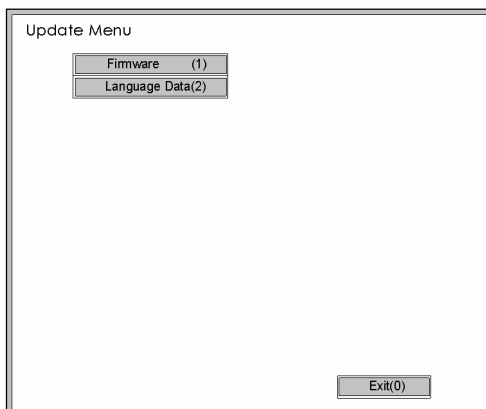 Update Menu
Firmware (1)
Language Data(2)
Exit(0)